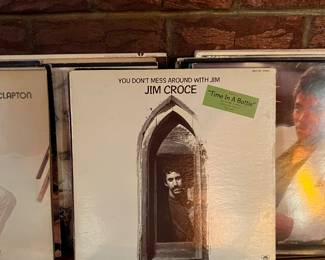 CLAPTON
YOU DON'T MESS AROUND WITH JIM
JIM CROCE
"Time In A Bottle"